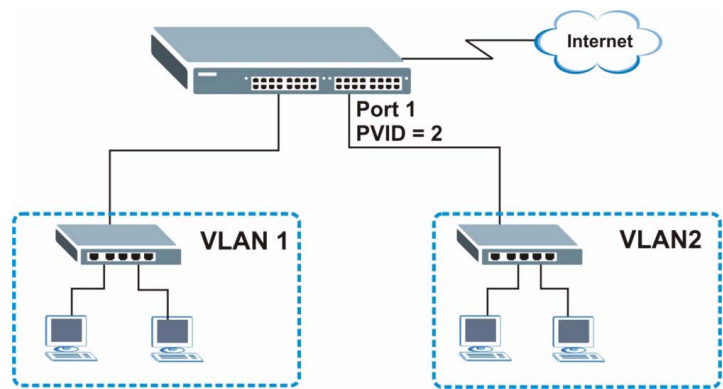 Internet
Port 1
PVID = 2
VLAN 1
VLAN2